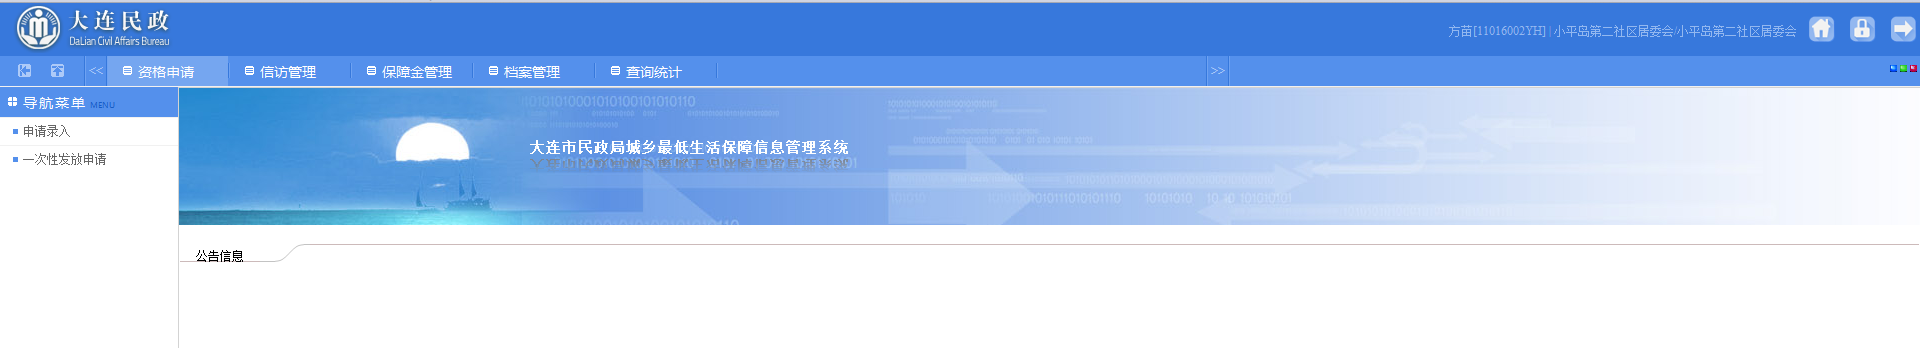 大连民政
DaLian Civil Affairs Bureau
方苗[11016002YH] | 小平岛第二社区居委会/小平岛第二社区居委会
<< 资格申请 信访管理 保障金管理 档案管理 查询统计 >>
导航菜单 MENU
申请录入
一次性发放申请
大连市民政局城乡最低生活保障信息管理系统
公告信息